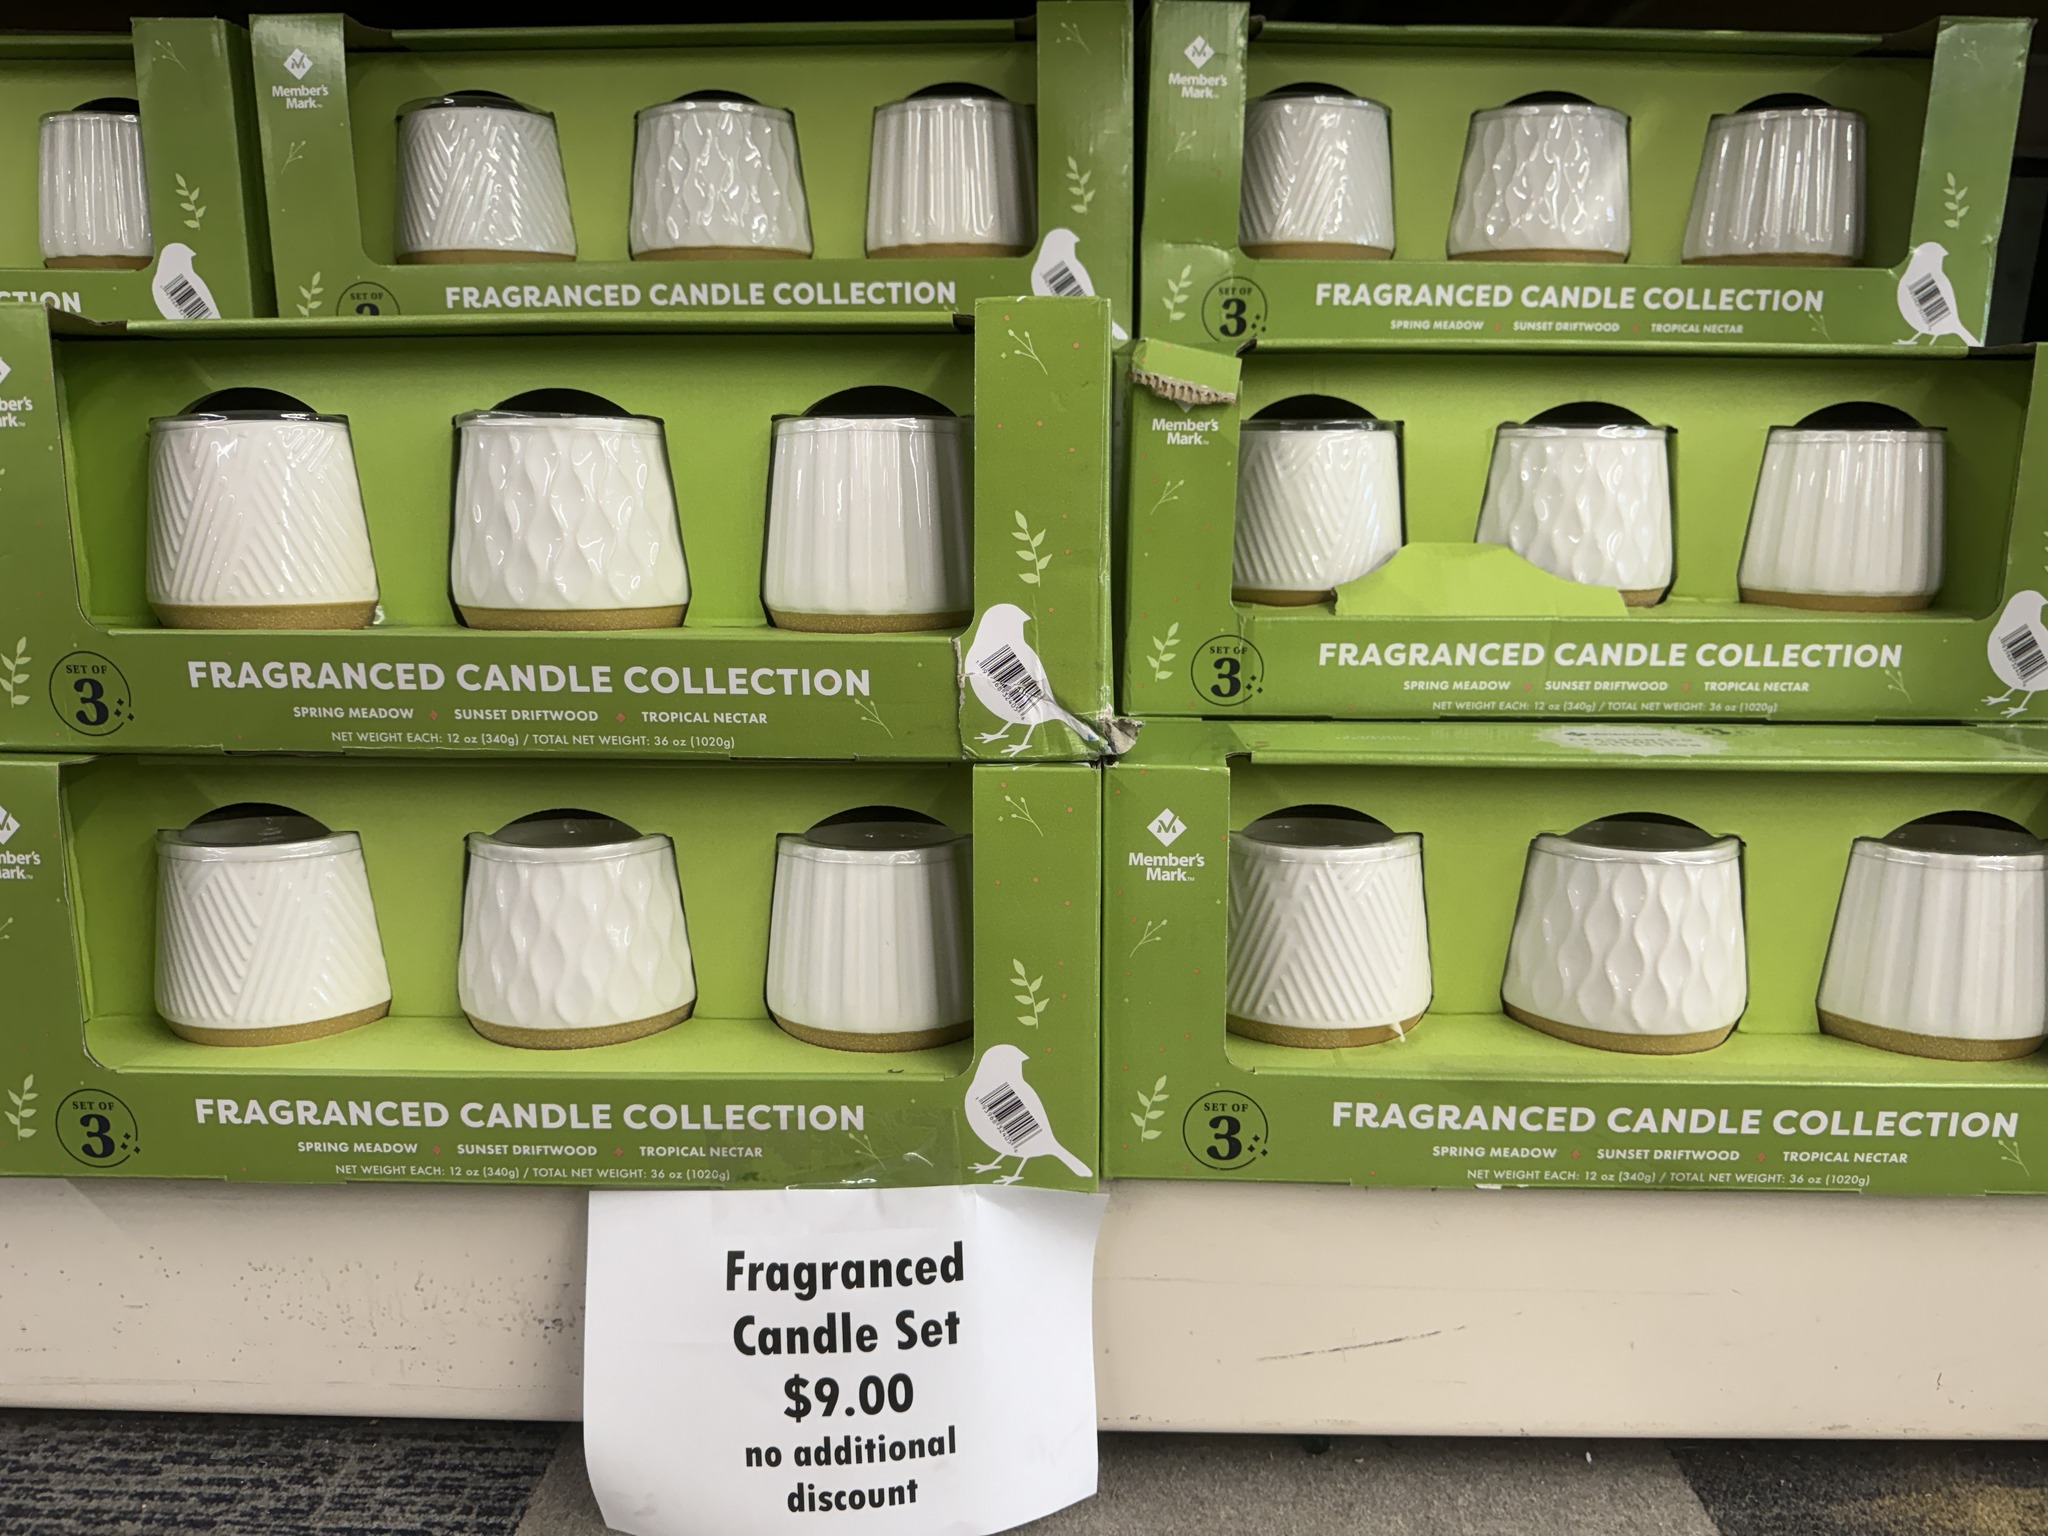 Member's
Mark™
FRAGRANCED CANDLE COLLECTION
SET OF
3
Member's
Mark™
FRAGRANCED CANDLE COLLECTION
SPRING MEADOW SUNSET DRIFTWOOD TROPICAL NECTAR
SET OF
3
FRAGRANCED CANDLE COLLECTION
SPRING MEADOW SUNSET DRIFTWOOD TROPICAL NECTAR
NET WEIGHT EACH: 12 oz (340g) / TOTAL NET WEIGHT: 36 oz (1020g)
SET OF
3
Member's
Mark™
FRAGRANCED CANDLE COLLECTION
SPRING MEADOW SUNSET DRIFTWOOD TROPICAL NECTAR
NET WEIGHT EACH: 12 oz (340g) / TOTAL NET WEIGHT: 36 oz (1020g)
SET OF
3
FRAGRANCED CANDLE COLLECTION
SPRING MEADOW SUNSET DRIFTWOOD TROPICAL NECTAR
NET WEIGHT EACH: 12 oz (340g) / TOTAL NET WEIGHT: 36 oz (1020g)
Member's
Mark™
SET OF
3
FRAGRANCED CANDLE COLLECTION
SPRING MEADOW SUNSET DRIFTWOOD TROPICAL NECTAR
NET WEIGHT EACH: 12 oz (340g) / TOTAL NET WEIGHT: 36 oz (1020g)
Fragranced
Candle Set
$9.00
no additional
discount